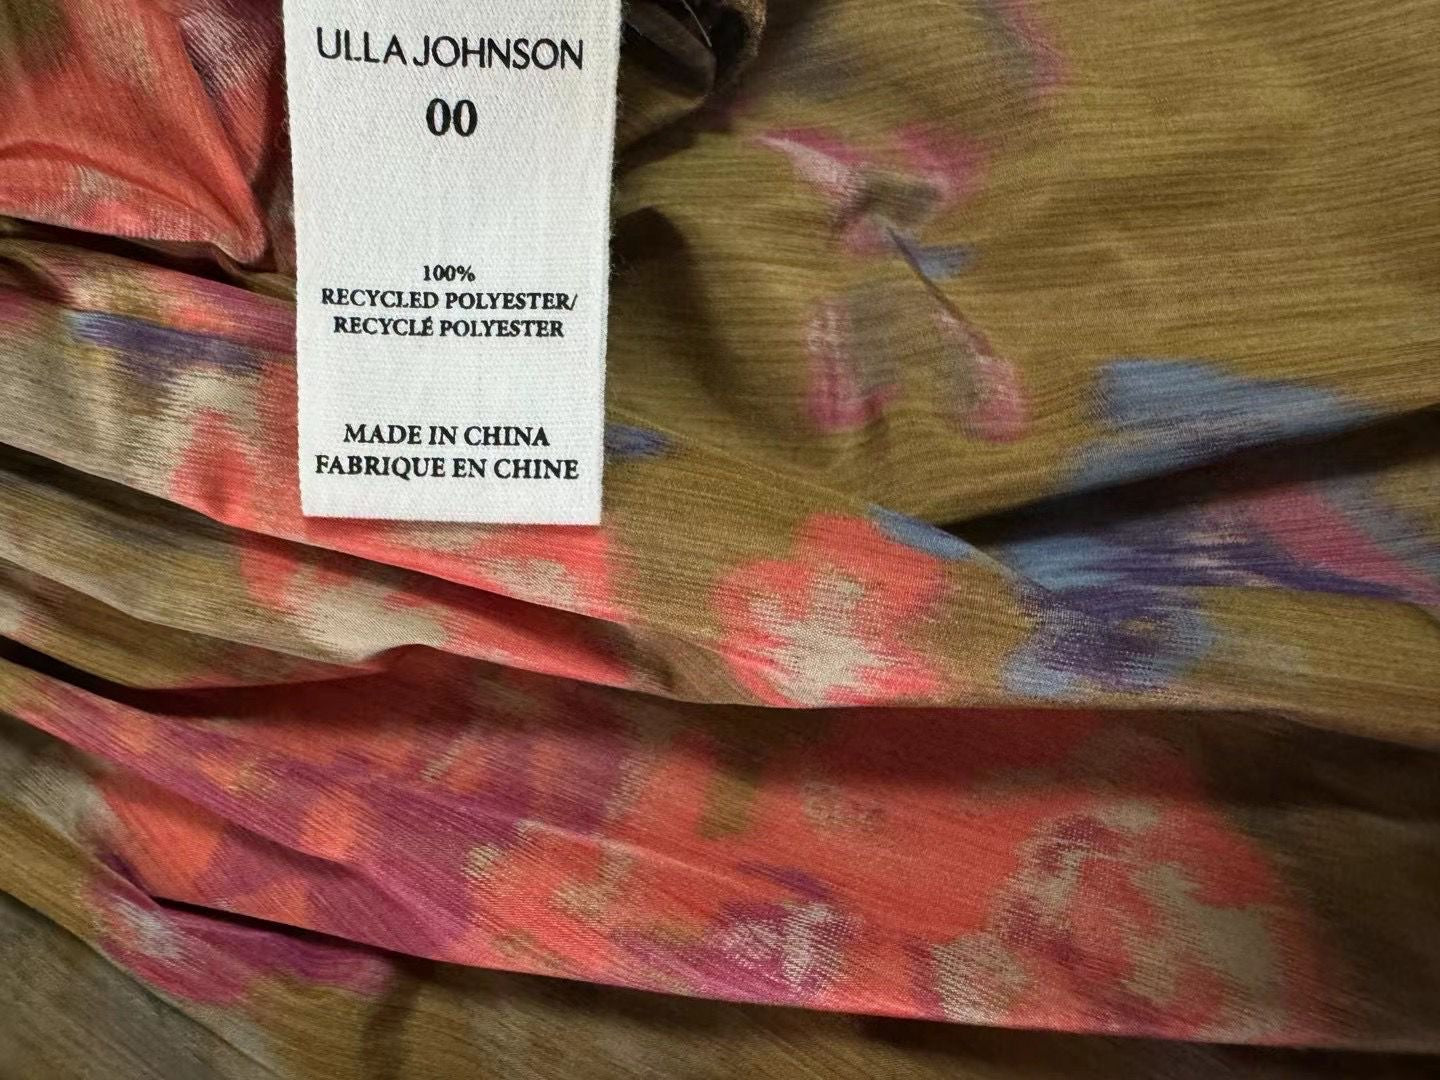 ULLA JOHNSON
00
100%
RECYCLED POLYESTER/
RECYCLÉ POLYESTER
MADE IN CHINA
FABRIQUE EN CHINE